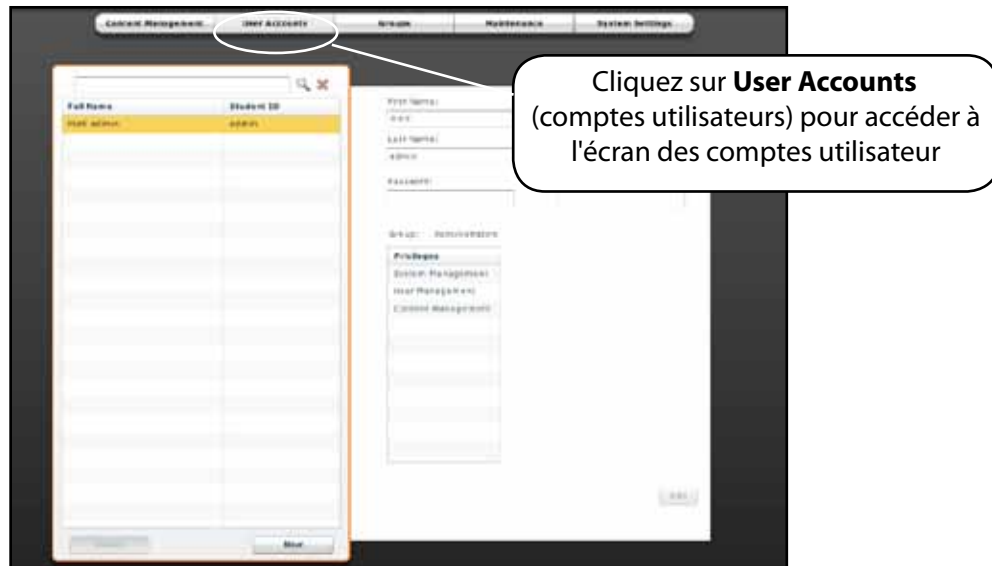 Content Management User Accounts Groups Maintenance System Settings
Cliquez sur User Accounts
(comptes utilisateurs) pour accéder à
l'écran des comptes utilisateur
Full Name Student ID
admin
First Name:
Last Name:
admin
Password:
Group:
Privileges
System Management
User Management
Content Management
New